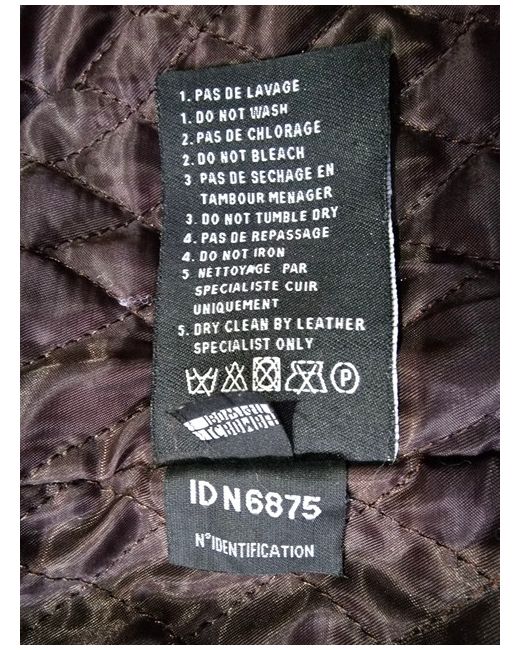 1. PAS DE LAVAGE
1. DO NOT WASH
2. PAS DE CHLORAGE
2. DO NOT BLEACH
3 PAS DE SECHAGE EN
TAMBOUR MENAGER
3. DO NOT TUMBLE DRY
4. PAS DE REPASSAGE
4. DO NOT IRON
5 NETTOYAGE PAR
SPECIALISTE CUIR
UNIQUEMENT
5. DRY CLEAN BY LEATHER
SPECIALIST ONLY
P
ID N6875
N°IDENTIFICATION